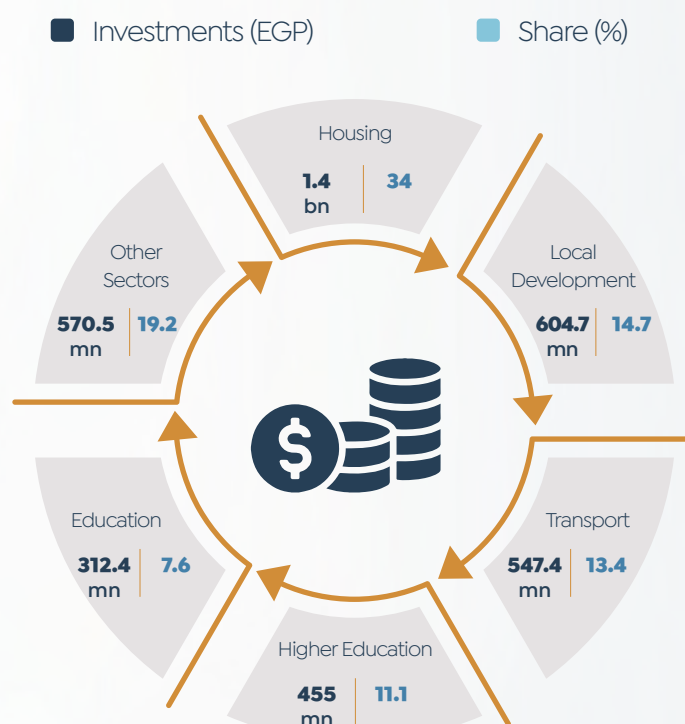 Investments (EGP)
Share (%)
Housing
1.4
bn
34
Local
Development
604.7
mn
14.7
Transport
547.4
mn
13.4
Higher Education
455
mn
11.1
Education
312.4
mn
7.6
Other
Sectors
570.5
mn
19.2
$